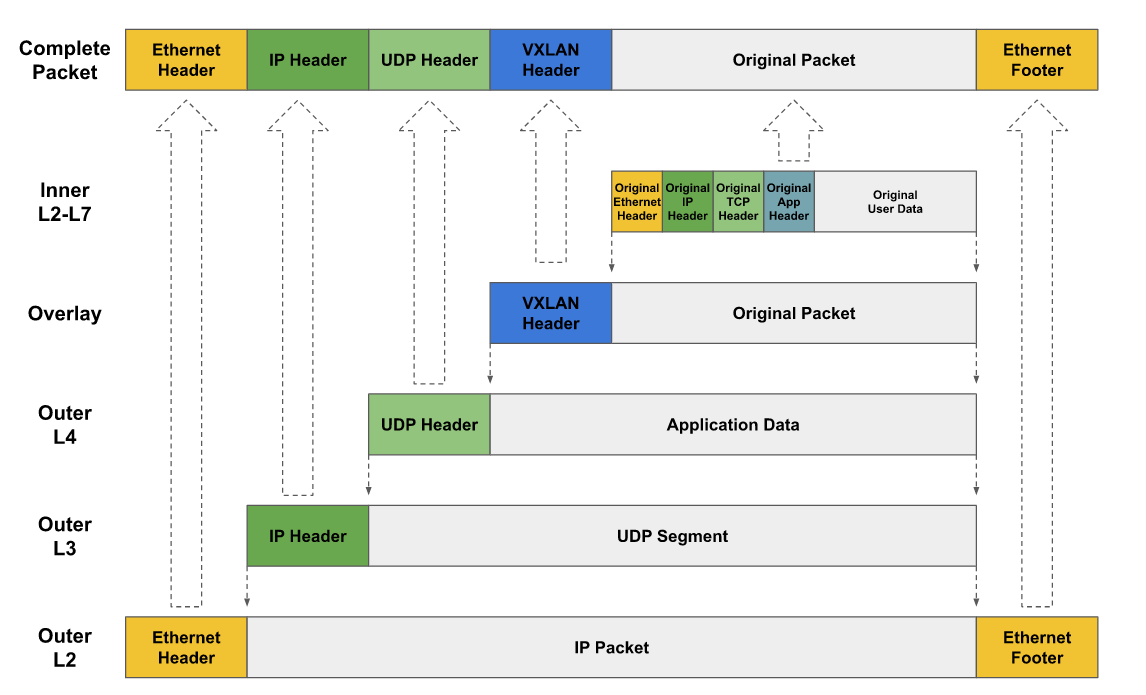 Complete
Packet
Ethernet
Header
IP Header
UDP Header
VXLAN
Header
Original Packet
Ethernet
Footer
Inner
L2-L7
Original
Ethernet
Header
Original
IP
Header
Original
TCP
Header
Original
App
Header
Original
User Data
Overlay
VXLAN
Header
Original Packet
Outer
L4
UDP Header
Application Data
Outer
L3
IP Header
UDP Segment
Outer
L2
Ethernet
Header
IP Packet
Ethernet
Footer